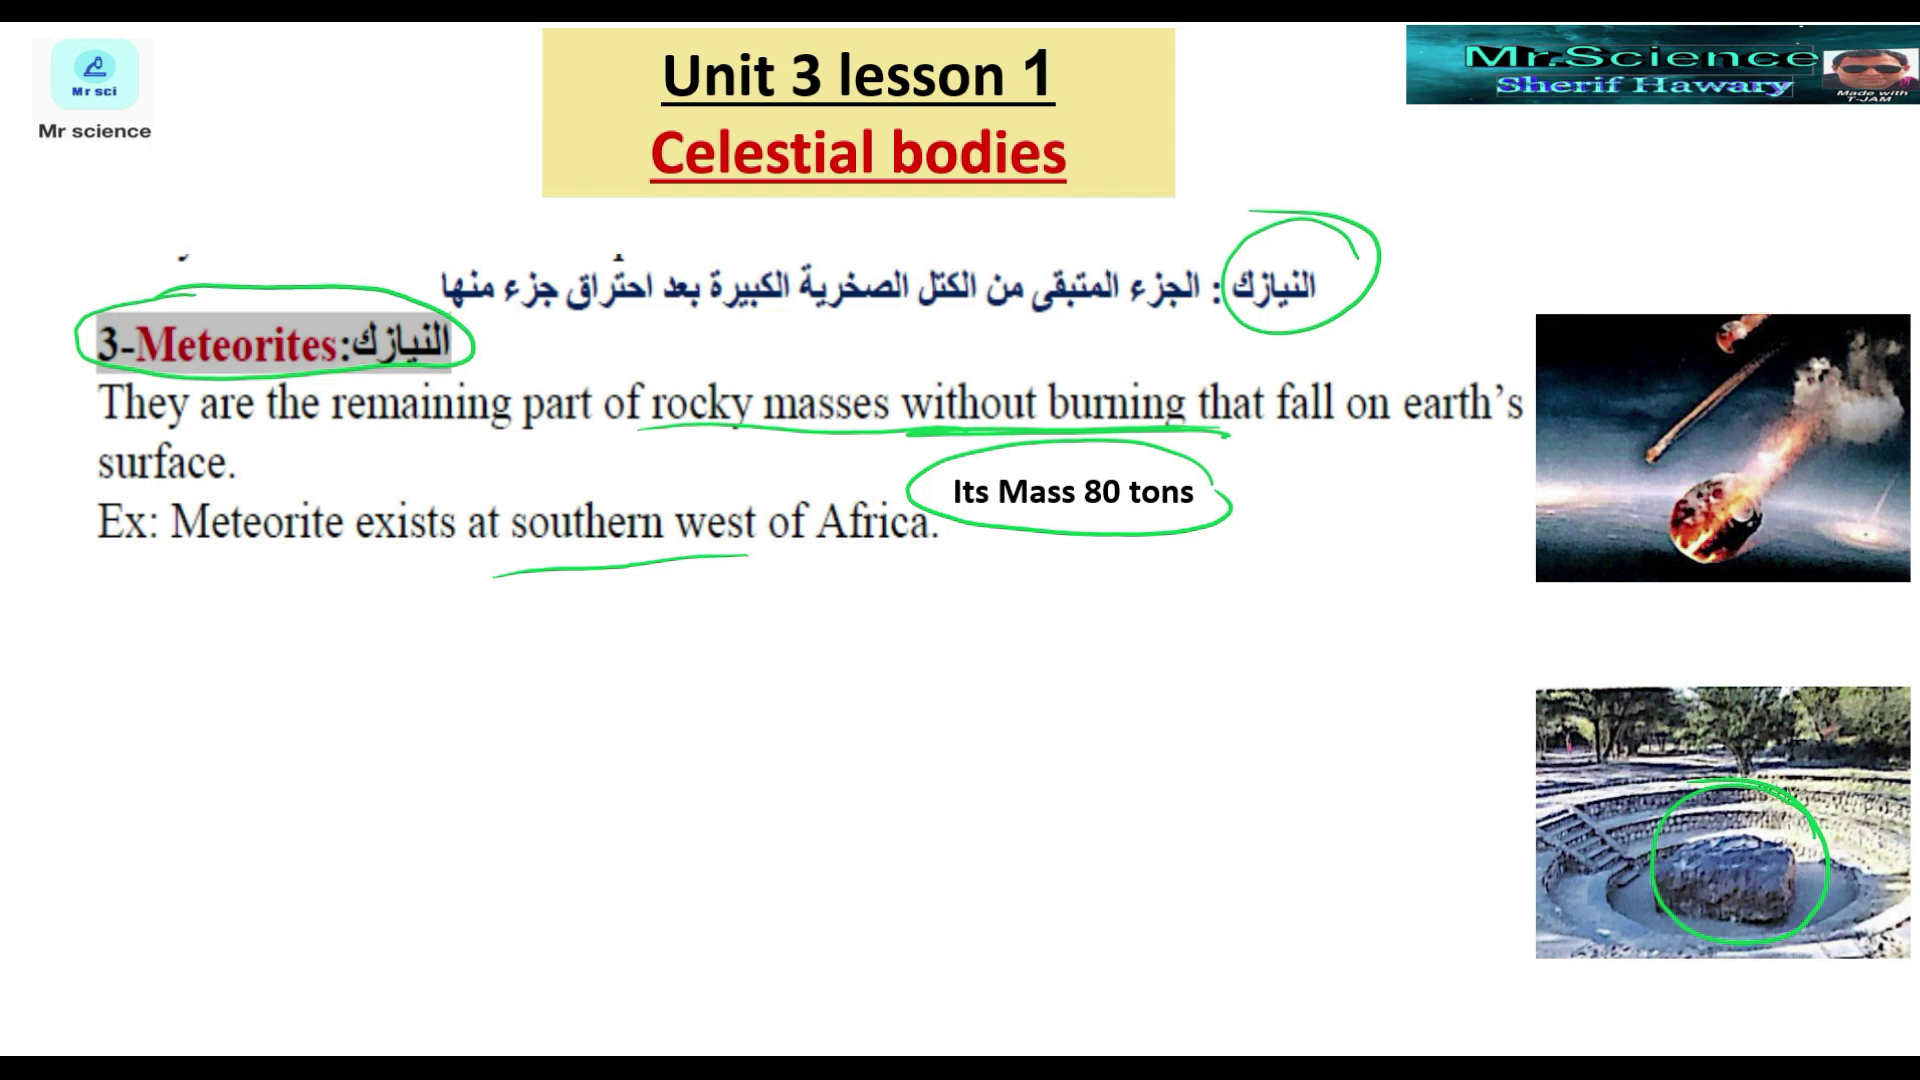 Mr sci
Mr science
Unit 3 lesson 1
Celestial bodies
Mr.Science
Sherif Hawary
Made with
T-JAM
النيازك : الجزء المتبقى من الكتل الصخرية الكبيرة بعد احتراق جزء منها
3-Meteorites:النيازك
They are the remaining part of rocky masses without burning that fall on earth’s
surface.
Its Mass 80 tons
Ex: Meteorite exists at southern west of Africa.